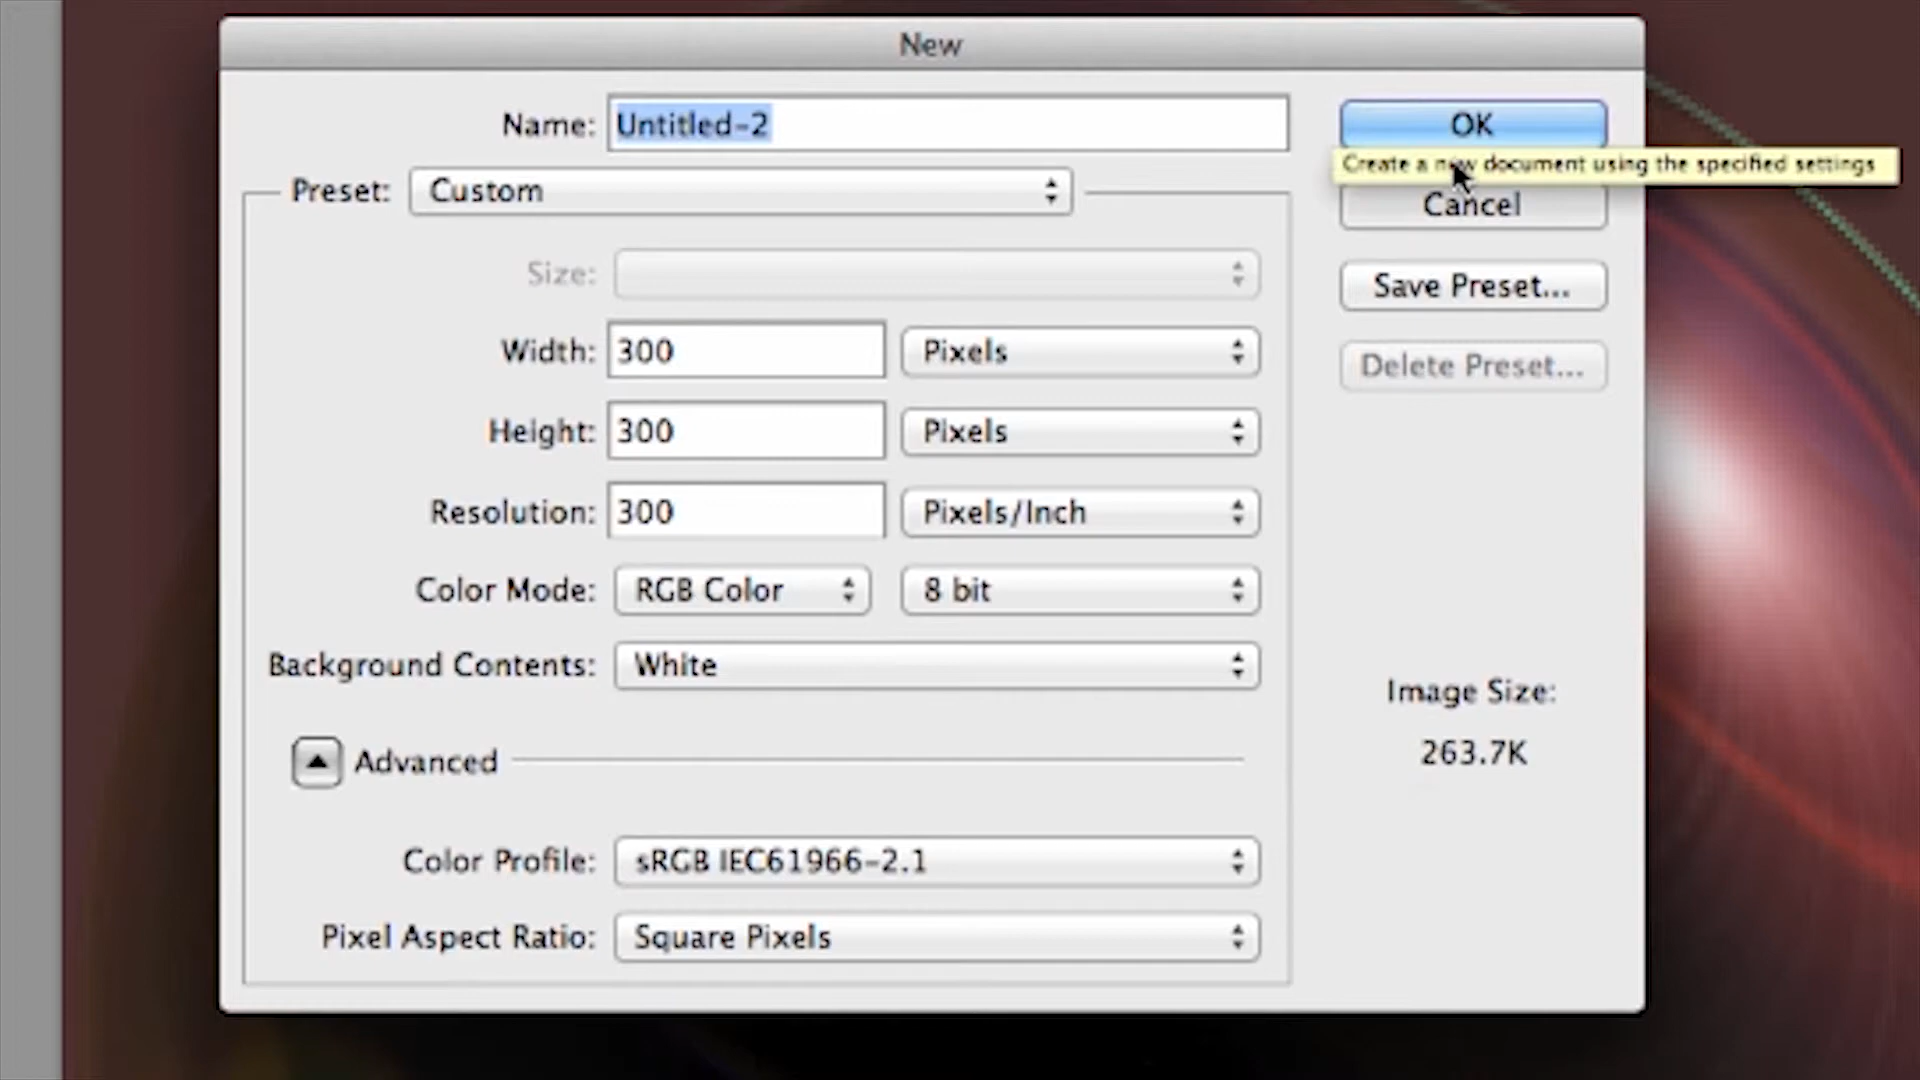 New
Name: Untitled-2
OK
Create a new document using the specified settings
Preset: Custom
Cancel
Size:
Save Preset...
Width: 300 Pixels
Delete Preset...
Height: 300 Pixels
Resolution: 300 Pixels/Inch
Color Mode: RGB Color 8 bit
Background Contents: White
Image Size:
263.7K
Advanced
Color Profile: sRGB IEC61966-2.1
Pixel Aspect Ratio: Square Pixels